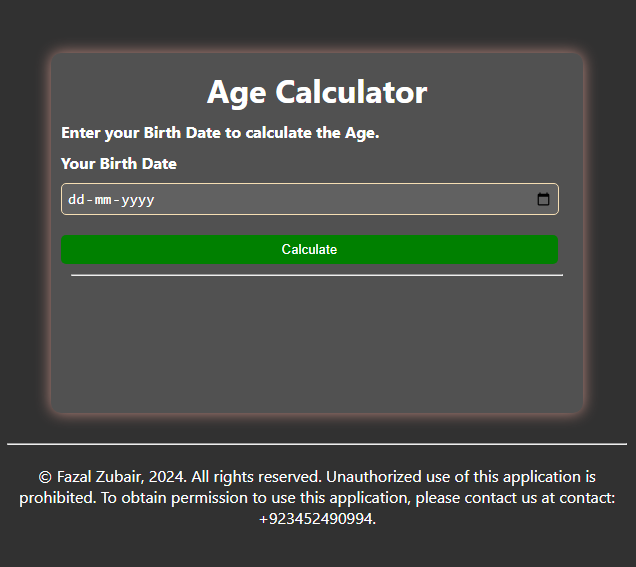 Age Calculator
Enter your Birth Date to calculate the Age.
Your Birth Date
dd-mm-yyyy
Calculate
© Fazal Zubair, 2024. All rights reserved. Unauthorized use of this application is
prohibited. To obtain permission to use this application, please contact us at contact:
+923452490994.